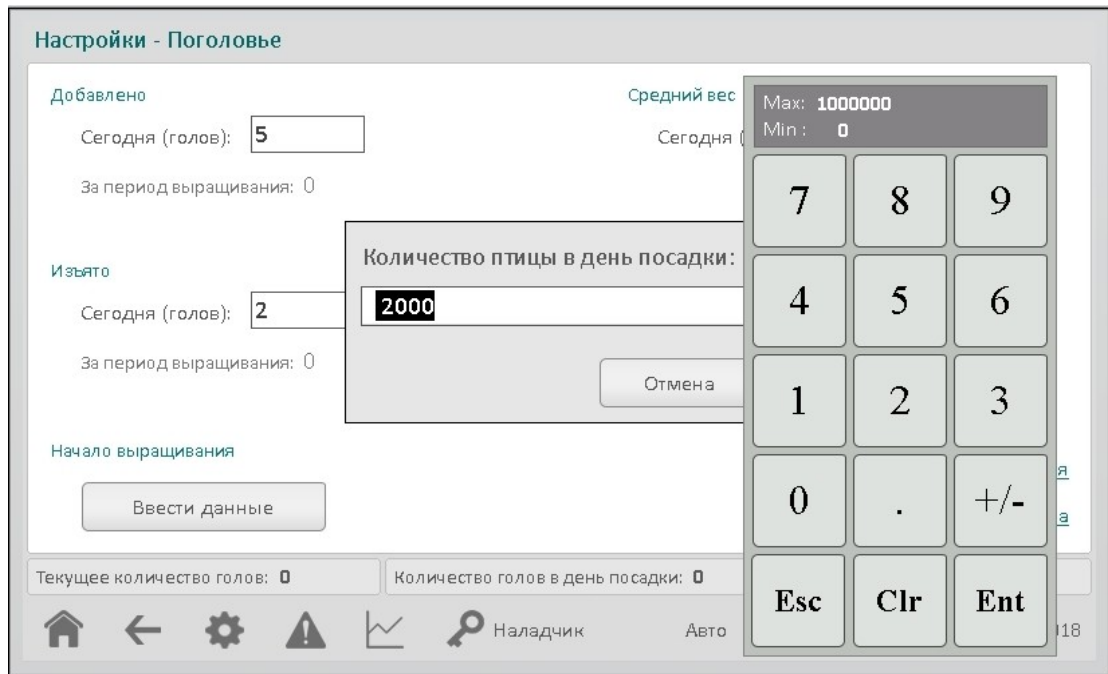 Настройки - Поголовье
Добавлено
Сегодня (голов): 5
За период выращивания: 0
Средний вес
Сегодня (
Изъято
Сегодня (голов): 2
За период выращивания: 0
Количество птицы в день посадки:
2000
Отмена
Max: 1000000
Min : 0
7 8 9
4 5 6
1 2 3
0 . +/-
Esc Clr Ent
Начало выращивания
Ввести данные
я
а
Текущее количество голов: 0
Количество голов в день посадки: 0
Наладчик
Авто
18